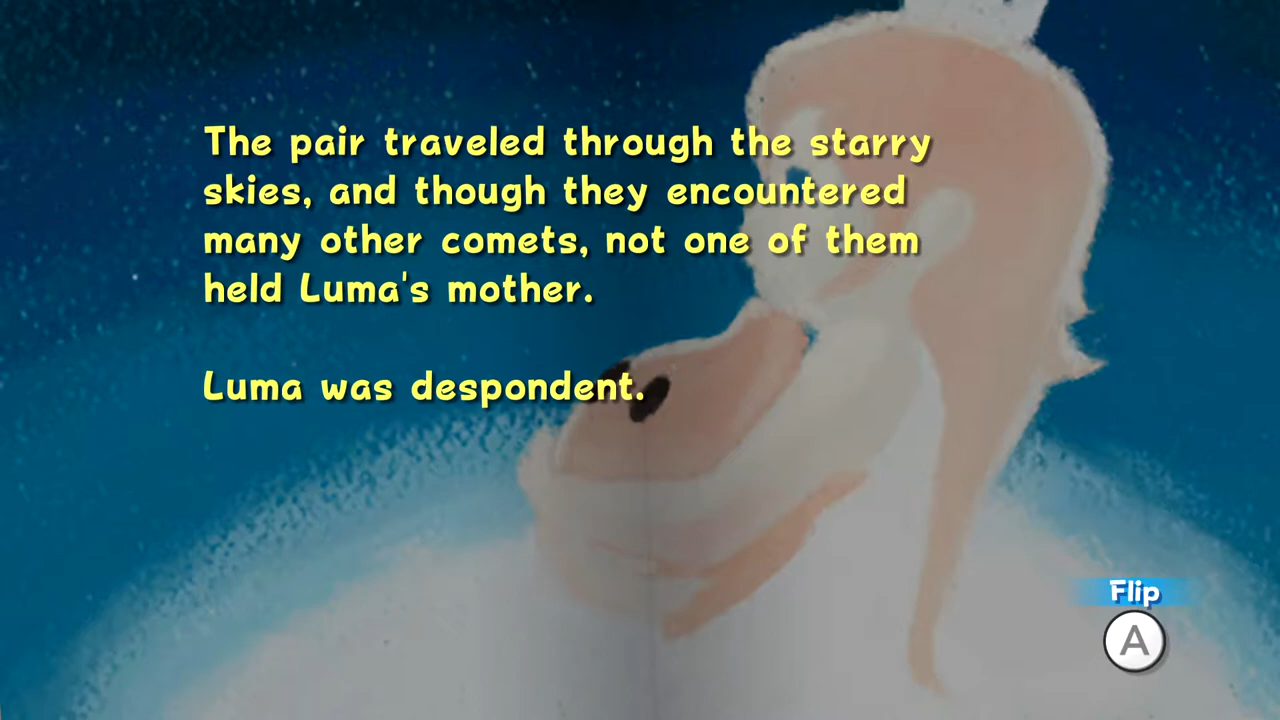 The pair traveled through the starry
skies, and though they encountered
many other comets, not one of them
held Luma's mother.
Luma was despondent.
Flip
A